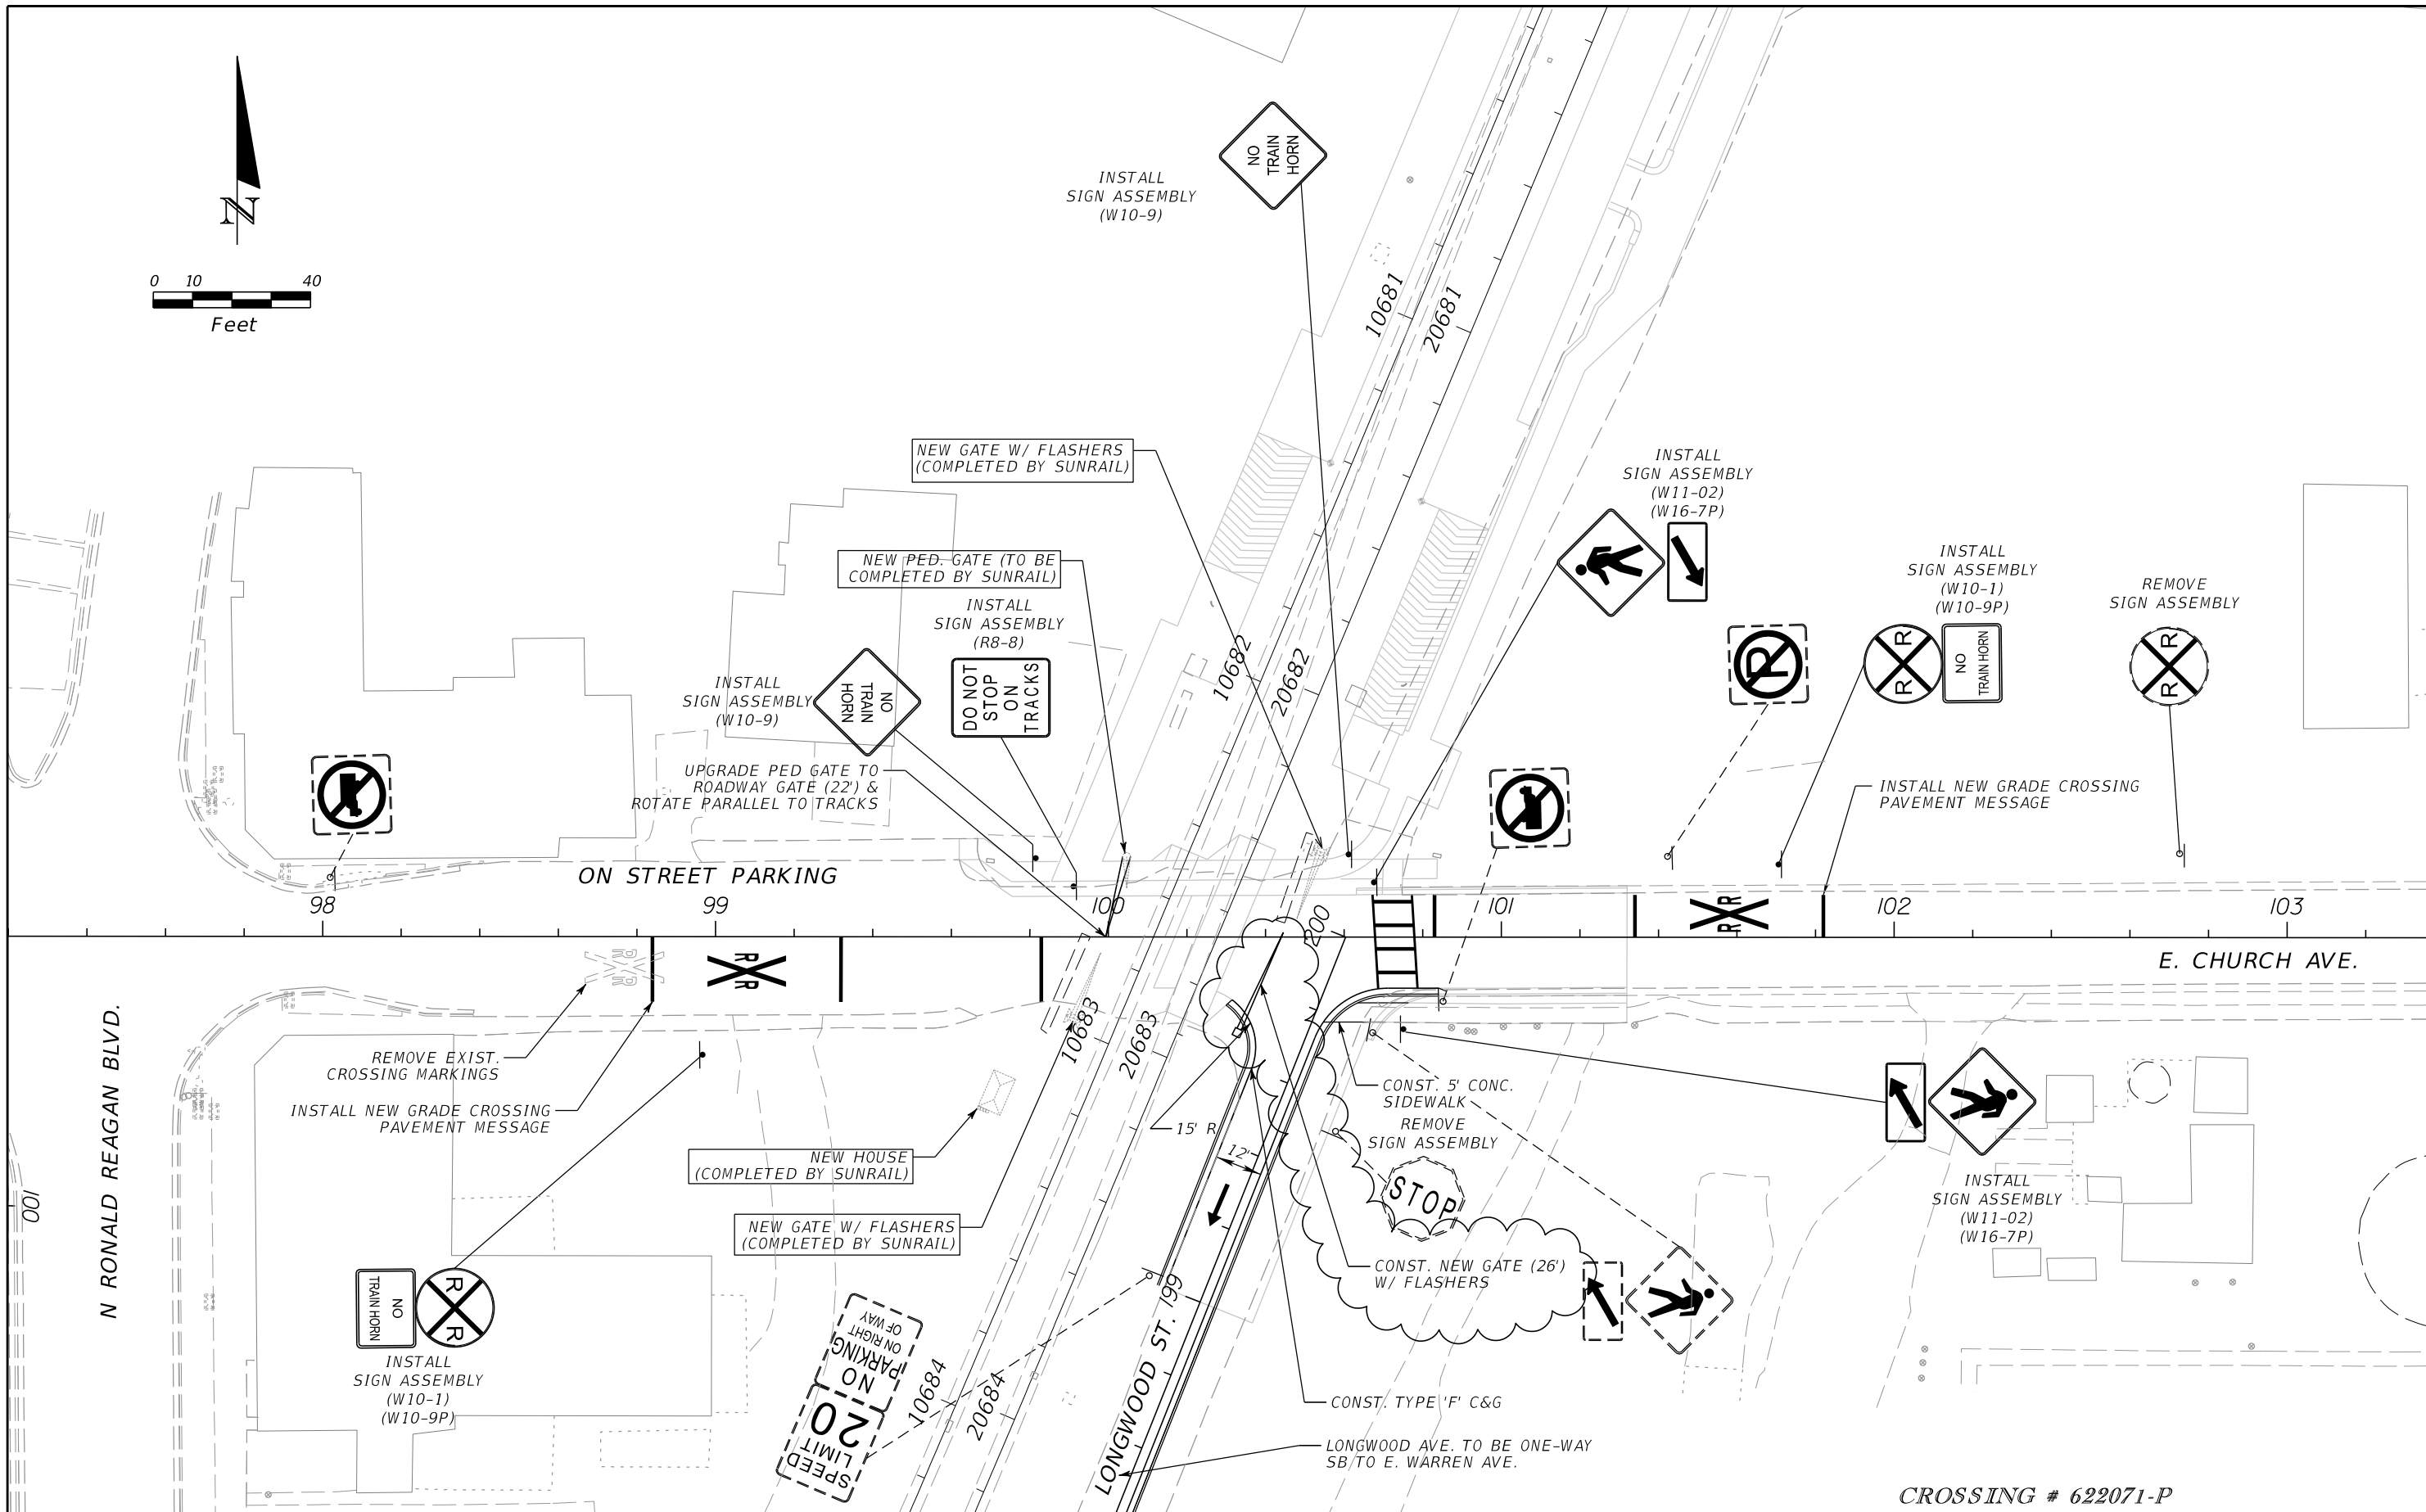 N
0 10 40
Feet
NO
TRAIN
HORN
INSTALL
SIGN ASSEMBLY
(W10-9)
10681
20681
NEW GATE W/ FLASHERS
(COMPLETED BY SUNRAIL)
INSTALL
SIGN ASSEMBLY
(W11-02)
(W16-7P)
NEW PED. GATE (TO BE
COMPLETED BY SUNRAIL)
INSTALL
SIGN ASSEMBLY
(R8-8)
DO NOT
STOP
ON
TRACKS
INSTALL
SIGN ASSEMBLY
(W10-9)
NO
TRAIN
HORN
10682
20682
P
INSTALL
SIGN ASSEMBLY
(W10-1)
(W10-9P)
R R
NO
TRAIN HORN
REMOVE
SIGN ASSEMBLY
R R
UPGRADE PED GATE TO
ROADWAY GATE (22') &
ROTATE PARALLEL TO TRACKS
INSTALL NEW GRADE CROSSING
PAVEMENT MESSAGE
ON STREET PARKING
98
99
100
200
101
102
103
R R
R R
R R
E. CHURCH AVE.
N RONALD REAGAN BLVD.
100
REMOVE EXIST.
CROSSING MARKINGS
INSTALL NEW GRADE CROSSING
PAVEMENT MESSAGE
10683
20683
CONST. 5' CONC.
SIDEWALK
REMOVE
SIGN ASSEMBLY
STOP
15' R
12'
NEW HOUSE
(COMPLETED BY SUNRAIL)
NEW GATE W/ FLASHERS
(COMPLETED BY SUNRAIL)
INSTALL
SIGN ASSEMBLY
(W11-02)
(W16-7P)
CONST. NEW GATE (26')
W/ FLASHERS
NO
TRAIN HORN
R R
INSTALL
SIGN ASSEMBLY
(W10-1)
(W10-9P)
SPEED
LIMIT
20
NO
PARKING
ON RIGHT
OF WAY
10684
20684
LONGWOOD ST.
199
CONST. TYPE 'F' C&G
LONGWOOD AVE. TO BE ONE-WAY
SB TO E. WARREN AVE.
CROSSING # 622071-P